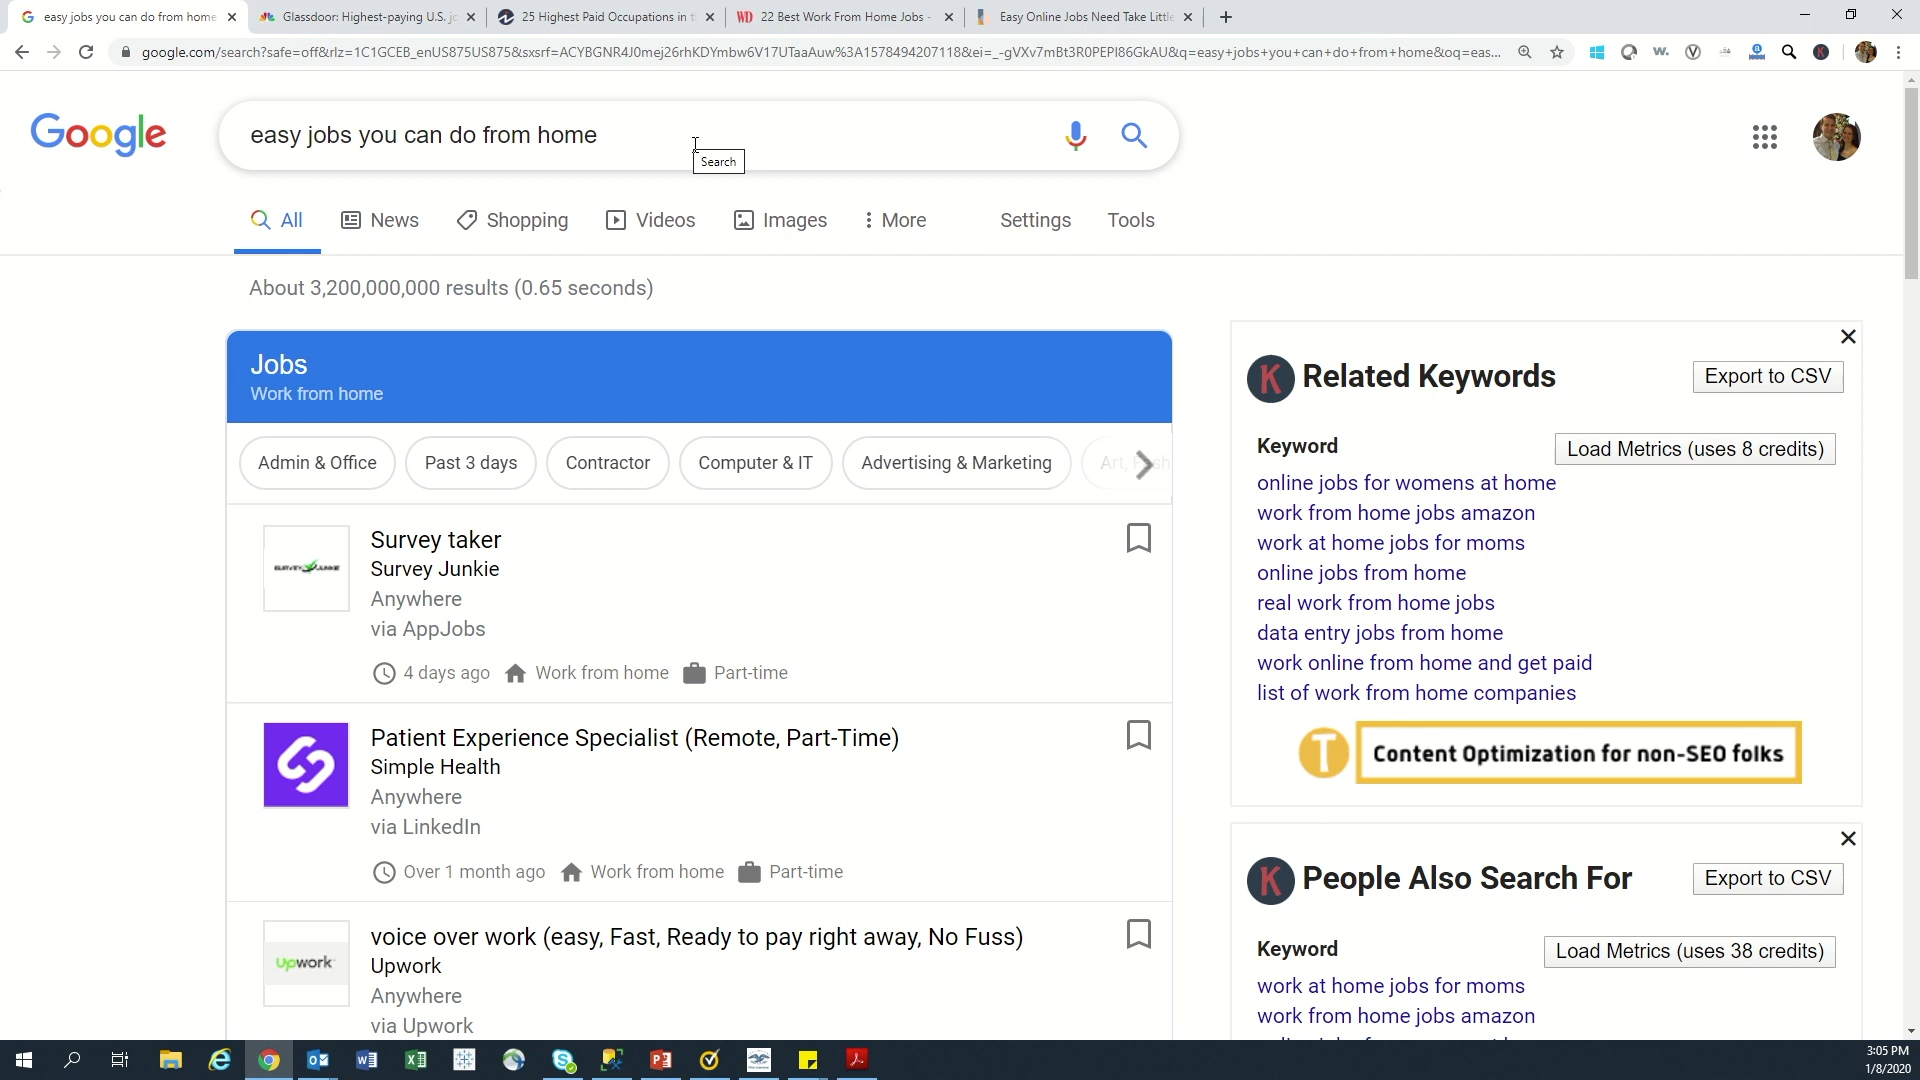 easy jobs you can do from home
Glassdoor: Highest-paying U.S. jo
25 Highest Paid Occupations in t
WD 22 Best Work From Home Jobs -
Easy Online Jobs Need Take Little
google.com/search?safe=off&rlz=1C1GCEB_enUS875US875&sxsrf=ACYBGNR4J0mej26rhKDYmbw6V17UTaaAuw%3A1578494207118&ei=_-gVXv7mBt3R0PEPI86GkAU&q=easy+jobs+you+can+do+from+home&oq=eas...
Google
easy jobs you can do from home
Search
All
News
Shopping
Videos
Images
More
Settings
Tools
About 3,200,000,000 results (0.65 seconds)
Jobs
Work from home
Admin & Office
Past 3 days
Contractor
Computer & IT
Advertising & Marketing
Survey taker
SURVEY JUNKIE
Survey Junkie
Anywhere
via AppJobs
4 days ago
Work from home
Part-time
Patient Experience Specialist (Remote, Part-Time)
Simple Health
Anywhere
via LinkedIn
Over 1 month ago
Work from home
Part-time
voice over work (easy, Fast, Ready to pay right away, No Fuss)
Upwork
Upwork
Anywhere
via Upwork
K Related Keywords
Export to CSV
Keyword
Load Metrics (uses 8 credits)
online jobs for womens at home
work from home jobs amazon
work at home jobs for moms
online jobs from home
real work from home jobs
data entry jobs from home
work online from home and get paid
list of work from home companies
T Content Optimization for non-SEO folks
K People Also Search For
Export to CSV
Keyword
Load Metrics (uses 38 credits)
work at home jobs for moms
work from home jobs amazon
3:05 PM
1/8/2020